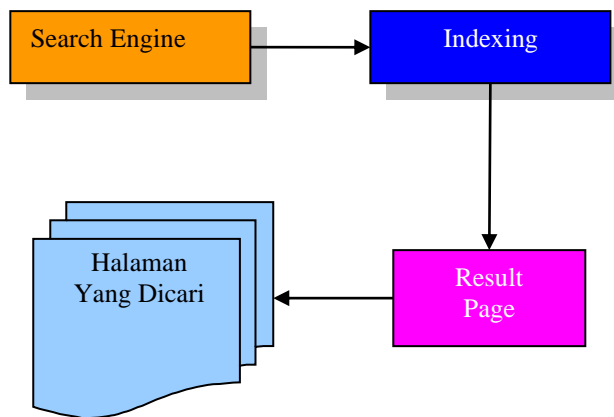 Search Engine
Indexing
Result
Page
Halaman
Yang Dicari